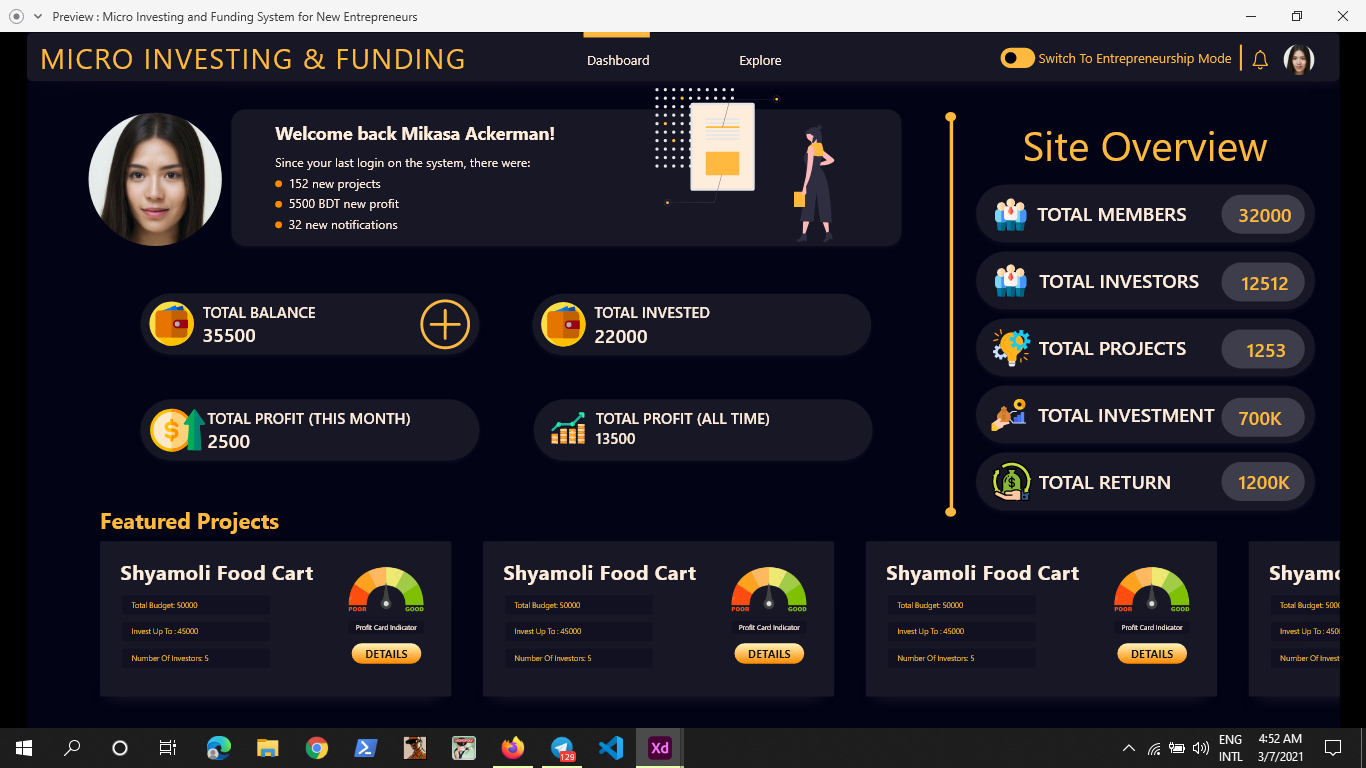 Preview : Micro Investing and Funding System for New Entrepreneurs
MICRO INVESTING & FUNDING
Dashboard
Explore
Switch To Entrepreneurship Mode
Welcome back Mikasa Ackerman!
Since your last login on the system, there were:
152 new projects
5500 BDT new profit
32 new notifications
TOTAL BALANCE
35500
TOTAL INVESTED
22000
TOTAL PROFIT (THIS MONTH)
2500
TOTAL PROFIT (ALL TIME)
13500
Site Overview
TOTAL MEMBERS 32000
TOTAL INVESTORS 12512
TOTAL PROJECTS 1253
TOTAL INVESTMENT 700K
TOTAL RETURN 1200K
Featured Projects
Shyamoli Food Cart
Total Budget: 50000
Invest Up To : 45000
Number Of Investors: 5
POOR GOOD
Profit Card Indicator
DETAILS
Shyamoli Food Cart
Total Budget: 50000
Invest Up To : 45000
Number Of Investors: 5
POOR GOOD
Profit Card Indicator
DETAILS
Shyamoli Food Cart
Total Budget: 50000
Invest Up To : 45000
Number Of Investors: 5
POOR GOOD
Profit Card Indicator
DETAILS
Shyamo
Total Budget: 500
Invest Up To : 450
Number Of Invest
129
Xd
ENG
INTL
4:52 AM
3/7/2021